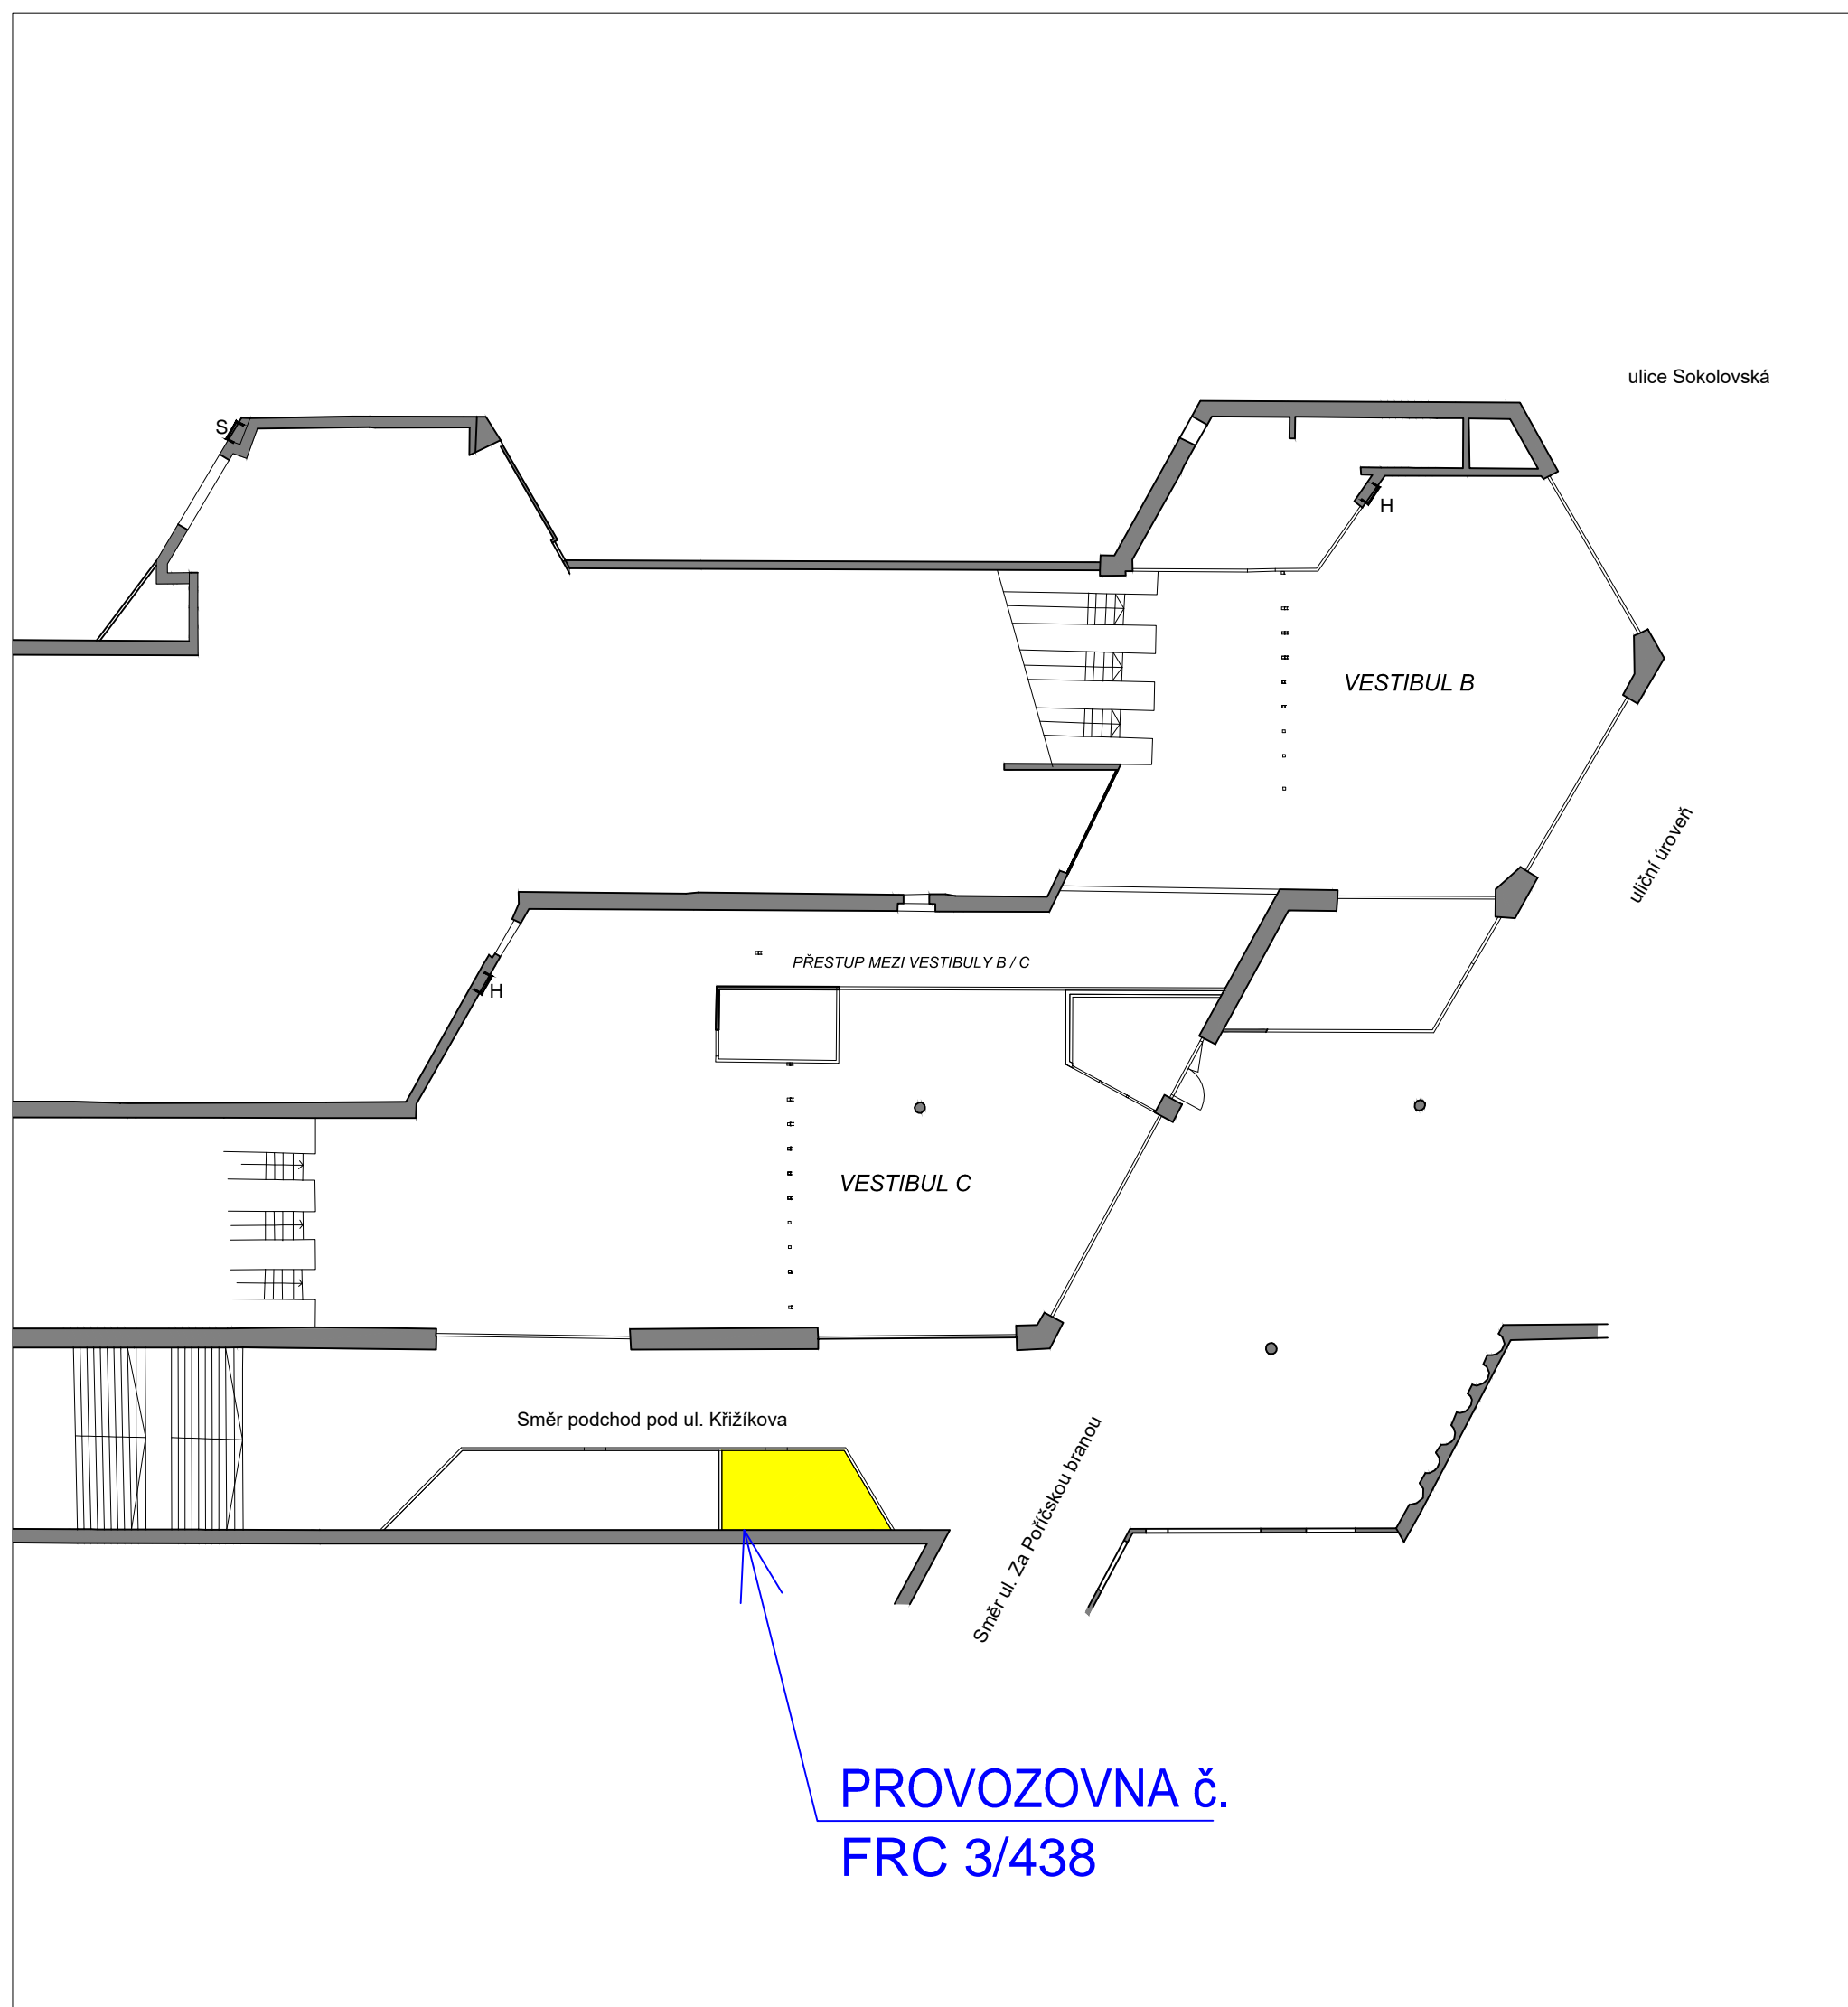 ulice Sokolovská
S
H
VESTIBUL B
uliční úroveň
PŘESTUP MEZI VESTIBULY B / C
H
VESTIBUL C
Směr podchod pod ul. Křižíkova
Směr ul. Za Poříčskou branou
PROVOZOVNA č.
FRC 3/438